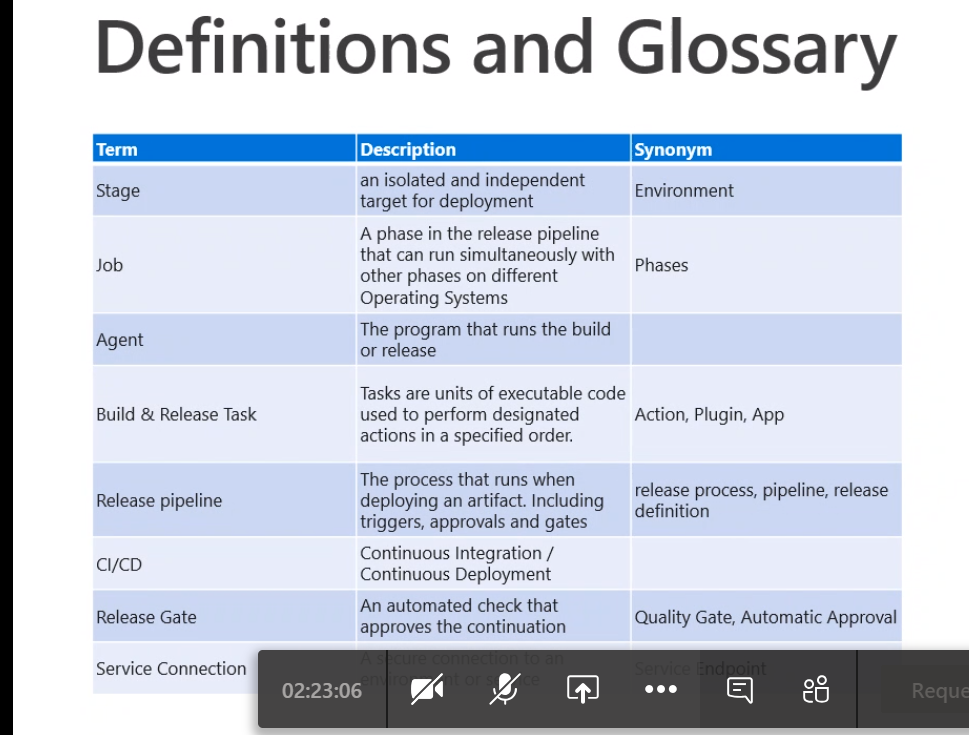 Definitions and Glossary
Term Description Synonym
Stage
an isolated and independent
target for deployment
Environment
Job
A phase in the release pipeline
that can run simultaneously with
other phases on different
Operating Systems
Phases
Agent
The program that runs the build
or release
Build & Release Task
Tasks are units of executable code
used to perform designated
actions in a specified order.
Action, Plugin, App
Release pipeline
The process that runs when
deploying an artifact. Including
triggers, approvals and gates
release process, pipeline, release
definition
CI/CD
Continuous Integration /
Continuous Deployment
Release Gate
An automated check that
approves the continuation
Quality Gate, Automatic Approval
Service Connection
A secure connection to an
environment or service
Service Endpoint
02:23:06